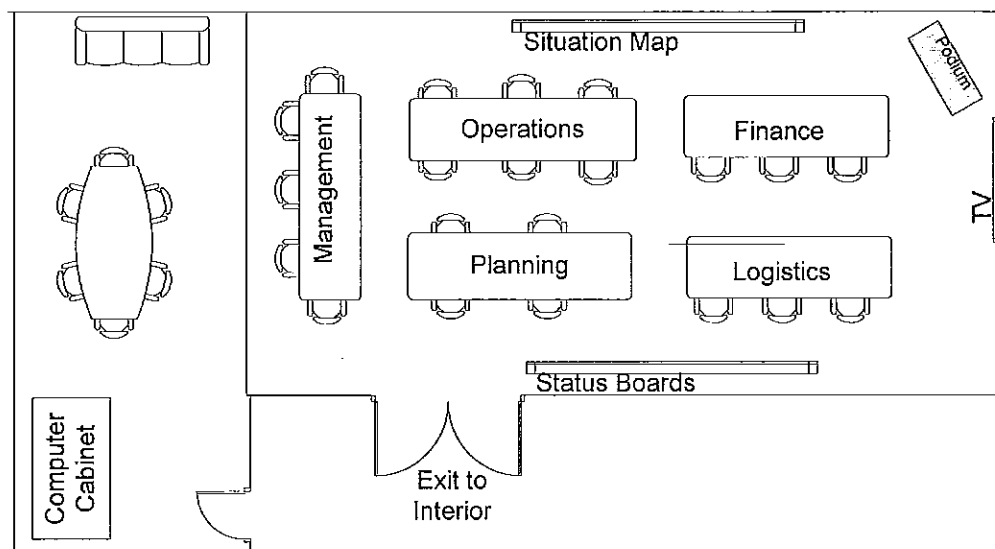 Situation Map
Podium
Operations
Finance
Management
TV
Planning
Logistics
Status Boards
Computer
Cabinet
Exit to
Interior